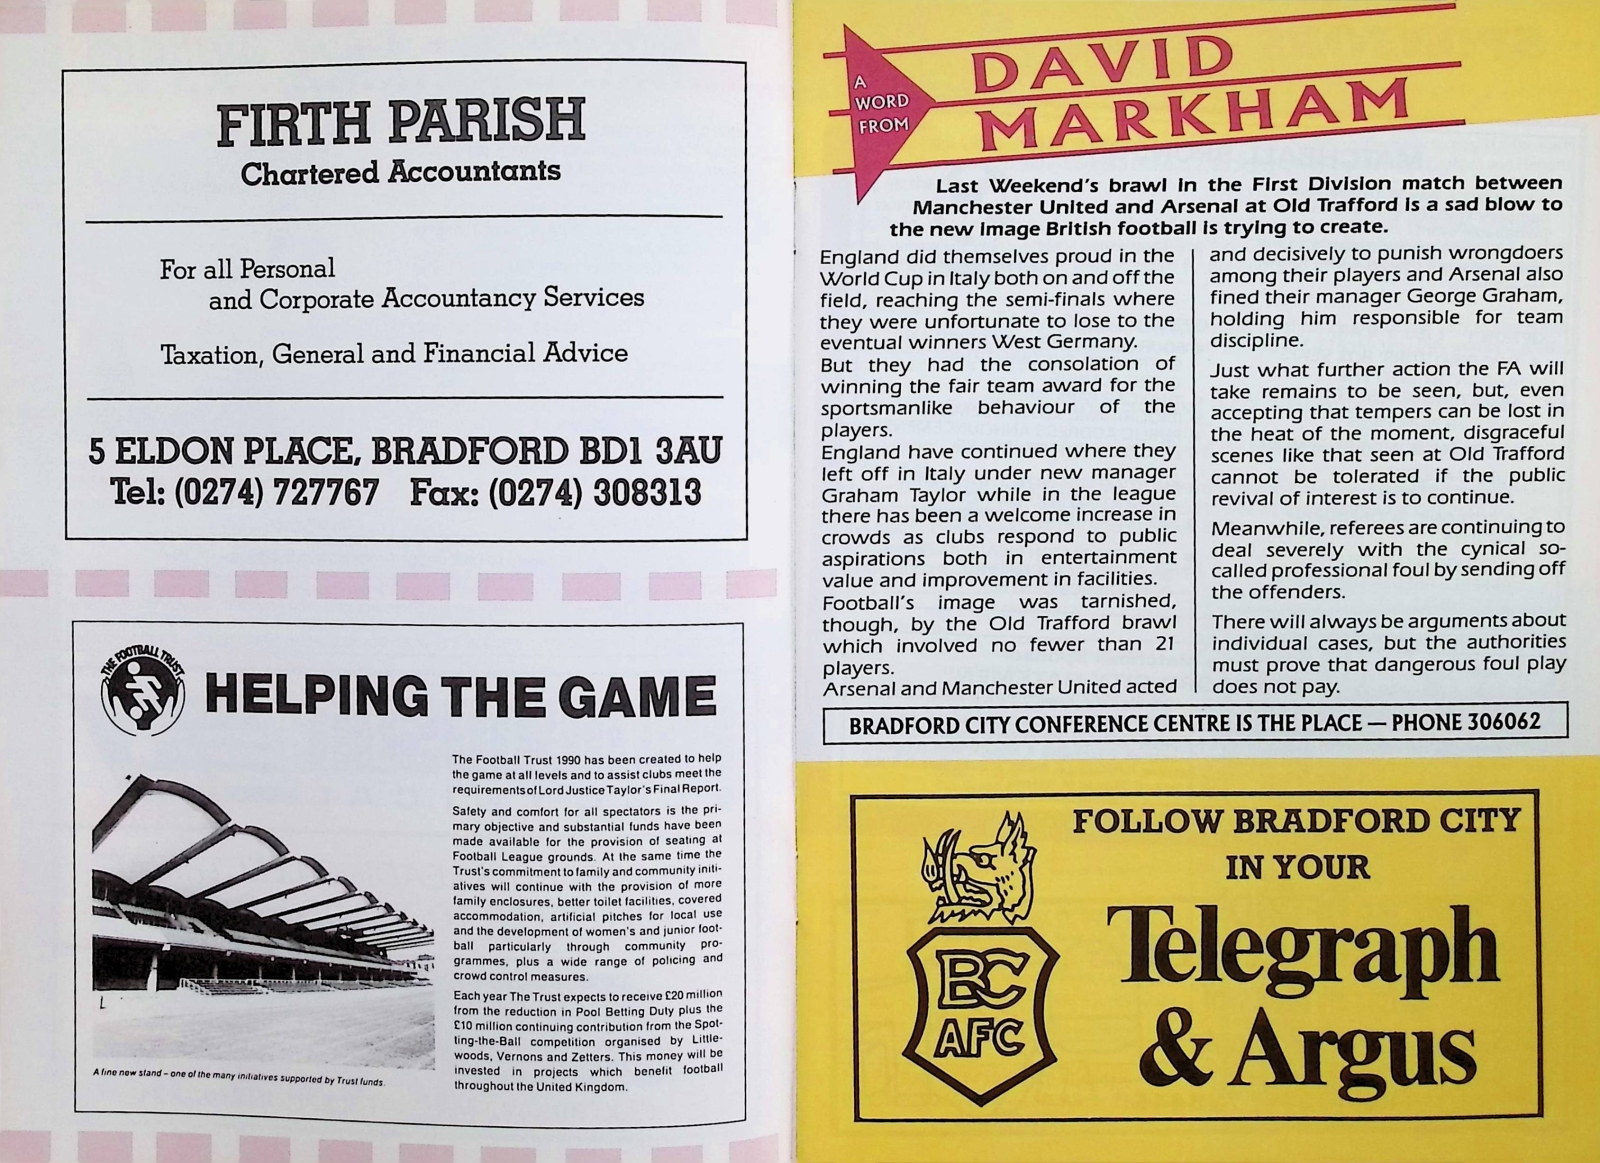 FIRTH PARISH
Chartered Accountants
For all Personal
and Corporate Accountancy Services
Taxation, General and Financial Advice
5 ELDON PLACE, BRADFORD BD1 3AU
Tel: (0274) 727767 Fax: (0274) 308313
THE FOOTBALL TRUST
HELPING THE GAME
The Football Trust 1990 has been created to help
the game at all levels and to assist clubs meet the
requirements of Lord Justice Taylor's Final Report.
Safety and comfort for all spectators is the pri-
mary objective and substantial funds have been
made available for the provision of seating at
Football League grounds. At the same time the
Trust's commitment to family and community initi-
atives will continue with the provision of more
family enclosures, better toilet facilities, covered
accommodation, artificial pitches for local use
and the development of women's and junior foot-
ball particularly through community pro-
grammes, plus a wide range of policing and
crowd control measures.
Each year The Trust expects to receive £20 million
from the reduction in Pool Betting Duty plus the
£10 million continuing contribution from the Spot-
ting-the-Ball competition organised by Little-
woods, Vernons and Zetters. This money will be
invested in projects which benefit football
throughout the United Kingdom.
A fine new stand – one of the many initiatives supported by Trust funds.
A
WORD
FROM
DAVID
MARKHAM
Last Weekend's brawl in the First Division match between
Manchester United and Arsenal at Old Trafford is a sad blow to
the new image British football is trying to create.
England did themselves proud in the
World Cup in Italy both on and off the
field, reaching the semi-finals where
they were unfortunate to lose to the
eventual winners West Germany.
But they had the consolation of
winning the fair team award for the
sportsmanlike behaviour of the
players.
England have continued where they
left off in Italy under new manager
Graham Taylor while in the league
there has been a welcome increase in
crowds as clubs respond to public
aspirations both in entertainment
value and improvement in facilities.
Football's image was tarnished,
though, by the Old Trafford brawl
which involved no fewer than 21
players.
Arsenal and Manchester United acted
and decisively to punish wrongdoers
among their players and Arsenal also
fined their manager George Graham,
holding him responsible for team
discipline.
Just what further action the FA will
take remains to be seen, but, even
accepting that tempers can be lost in
the heat of the moment, disgraceful
scenes like that seen at Old Trafford
cannot be tolerated if the public
revival of interest is to continue.
Meanwhile, referees are continuing to
deal severely with the cynical so-
called professional foul by sending off
the offenders.
There will always be arguments about
individual cases, but the authorities
must prove that dangerous foul play
does not pay.
BRADFORD CITY CONFERENCE CENTRE IS THE PLACE — PHONE 306062
FOLLOW BRADFORD CITY
IN YOUR
Telegraph
& Argus
BC
AFC